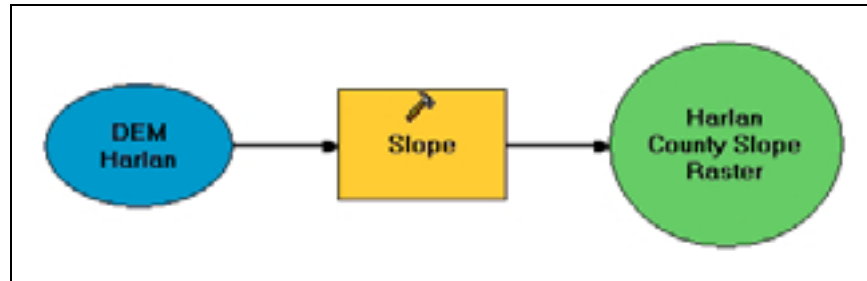 DEM
Harlan
Slope
Harlan
County Slope
Raster